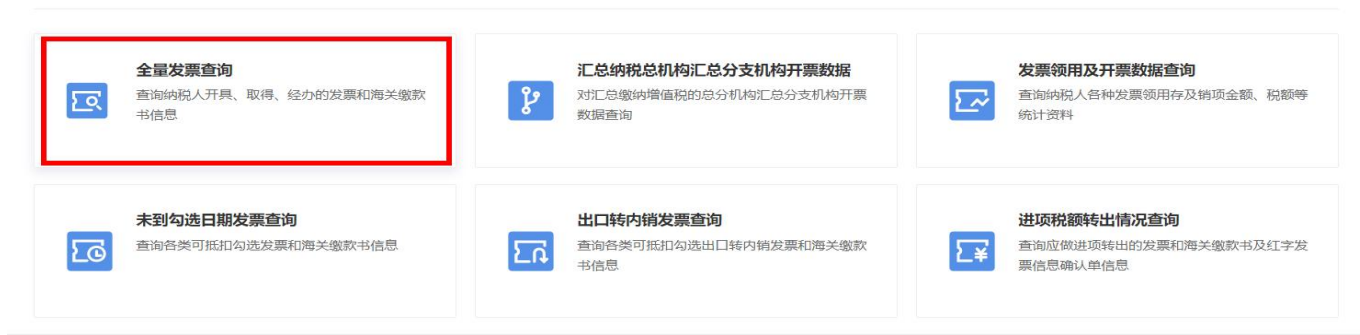 全量发票查询
查询纳税人开具、取得、经办的发票和海关缴款
书信息
汇总纳税总机构汇总分支机构开票数据
对汇总缴纳增值税的总分机构汇总分支机构开票
数据查询
发票领用及开票数据查询
查询纳税人各种发票领用存及销项金额、税额等
统计资料
未到勾选日期发票查询
查询各类可抵扣勾选发票和海关缴款书信息
出口转内销发票查询
查询各类可抵扣勾选出口转内销发票和海关缴款
书信息
进项税额转出情况查询
查询应做进项转出的发票和海关缴款书及红字发
票信息确认单信息